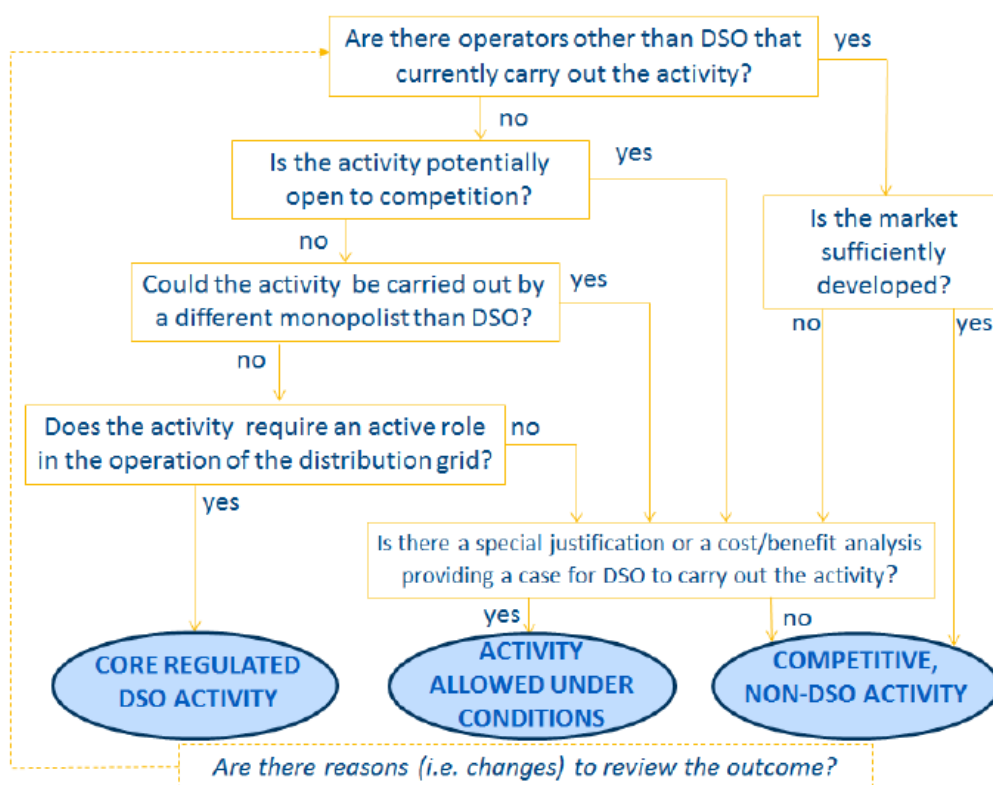 Are there operators other than DSO that
currently carry out the activity?
yes
no
Is the activity potentially
open to competition?
yes
no
Is the market
sufficiently
developed?
Could the activity be carried out by
a different monopolist than DSO?
yes
no
yes
no
Does the activity require an active role
in the operation of the distribution grid?
no
yes
Is there a special justification or a cost/benefit analysis
providing a case for DSO to carry out the activity?
yes
no
CORE REGULATED
DSO ACTIVITY
ACTIVITY
ALLOWED UNDER
CONDITIONS
COMPETITIVE,
NON-DSO ACTIVITY
Are there reasons (i.e. changes) to review the outcome?